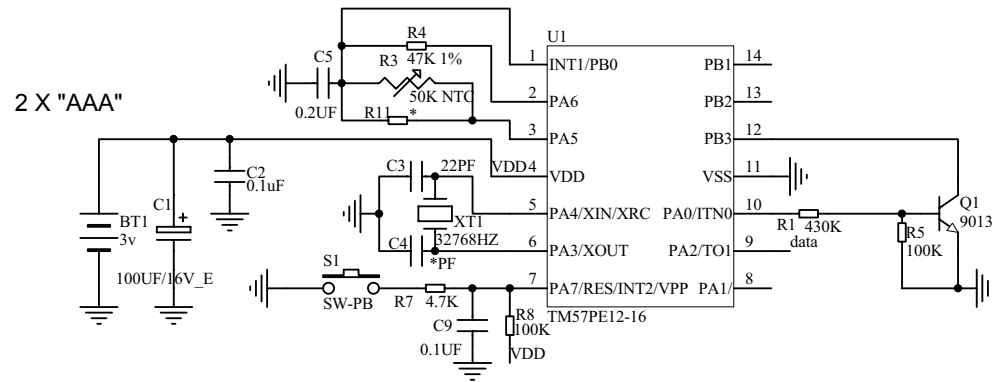 U1
R4
C5
1
INT1/PB0
PB1
14
R3
47K 1%
2 X "AAA"
50K NTC
2
PA6
PB2
13
0.2UF
R11
*
3
PA5
PB3
12
C3
22PF
VDD
4
VDD
VSS
11
C2
0.1uF
C1
+
BT1
3v
5
PA4/XIN/XRC
PA0/ITN0
10
Q1
9013
XT1
32768HZ
R1
430K
data
R5
100K
C4
*PF
6
PA3/XOUT
PA2/TO1
9
100UF/16V_E
S1
SW-PB
R7
4.7K
7
PA7/RES/INT2/VPP
PA1/
8
TM57PE12-16
R8
100K
C9
0.1UF
VDD